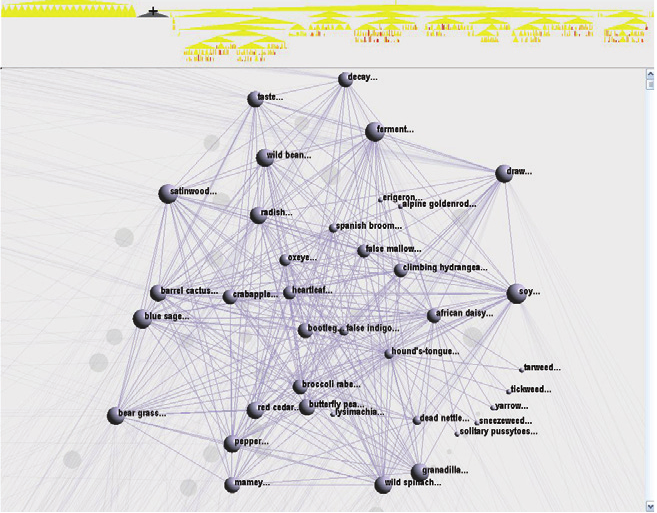 decay...
taste...
ferment...
wild bean...
draw...
satinwood...
erigeron...
alpine goldenrod...
radish...
spanish broom...
false mallow...
oxeye...
climbing hydrangea...
barrel cactus...
crabapple...
heartleaf...
soy...
blue sage...
african daisy...
bootleg...
false indigo...
hound's-tongue...
tarweed...
broccoli rabe...
tickweed...
bear grass...
red cedar...
butterfly pea...
lysimachia...
yarrow...
dead nettle...
sneezeweed...
solitary pussytoes...
pepper...
granadilla...
mamey...
wild spinach...